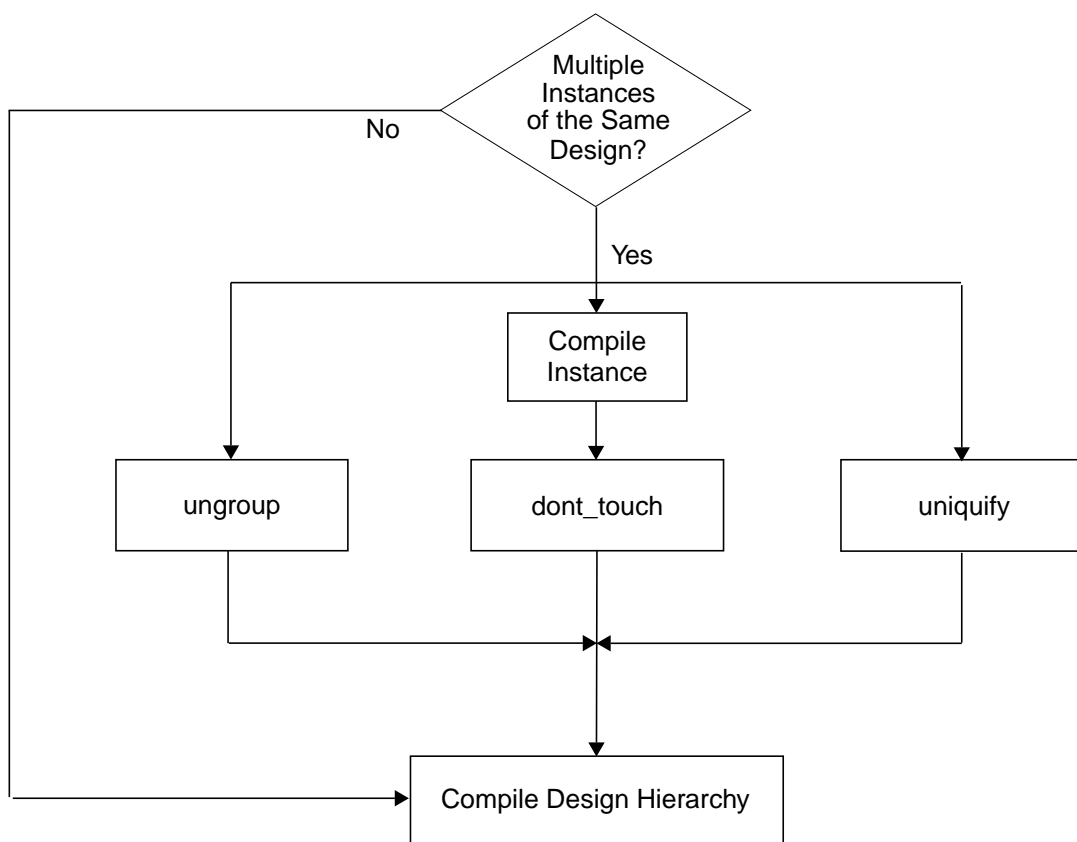 Multiple
Instances
of the Same
Design?
No
Yes
Compile
Instance
ungroup
dont_touch
uniquify
Compile Design Hierarchy